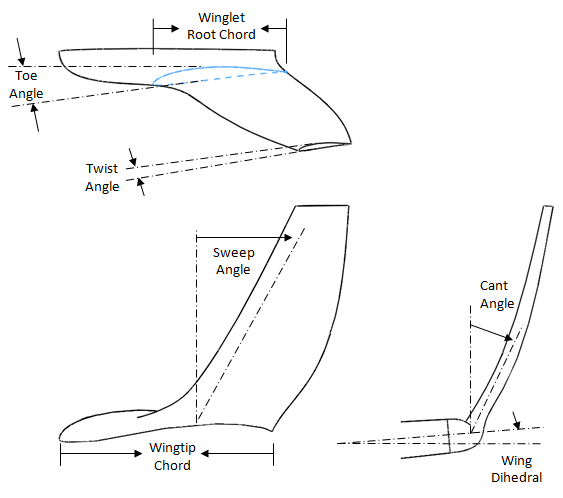 Winglet
Root Chord
Toe
Angle
Twist
Angle
Sweep
Angle
Cant
Angle
Wingtip
Chord
Wing
Dihedral